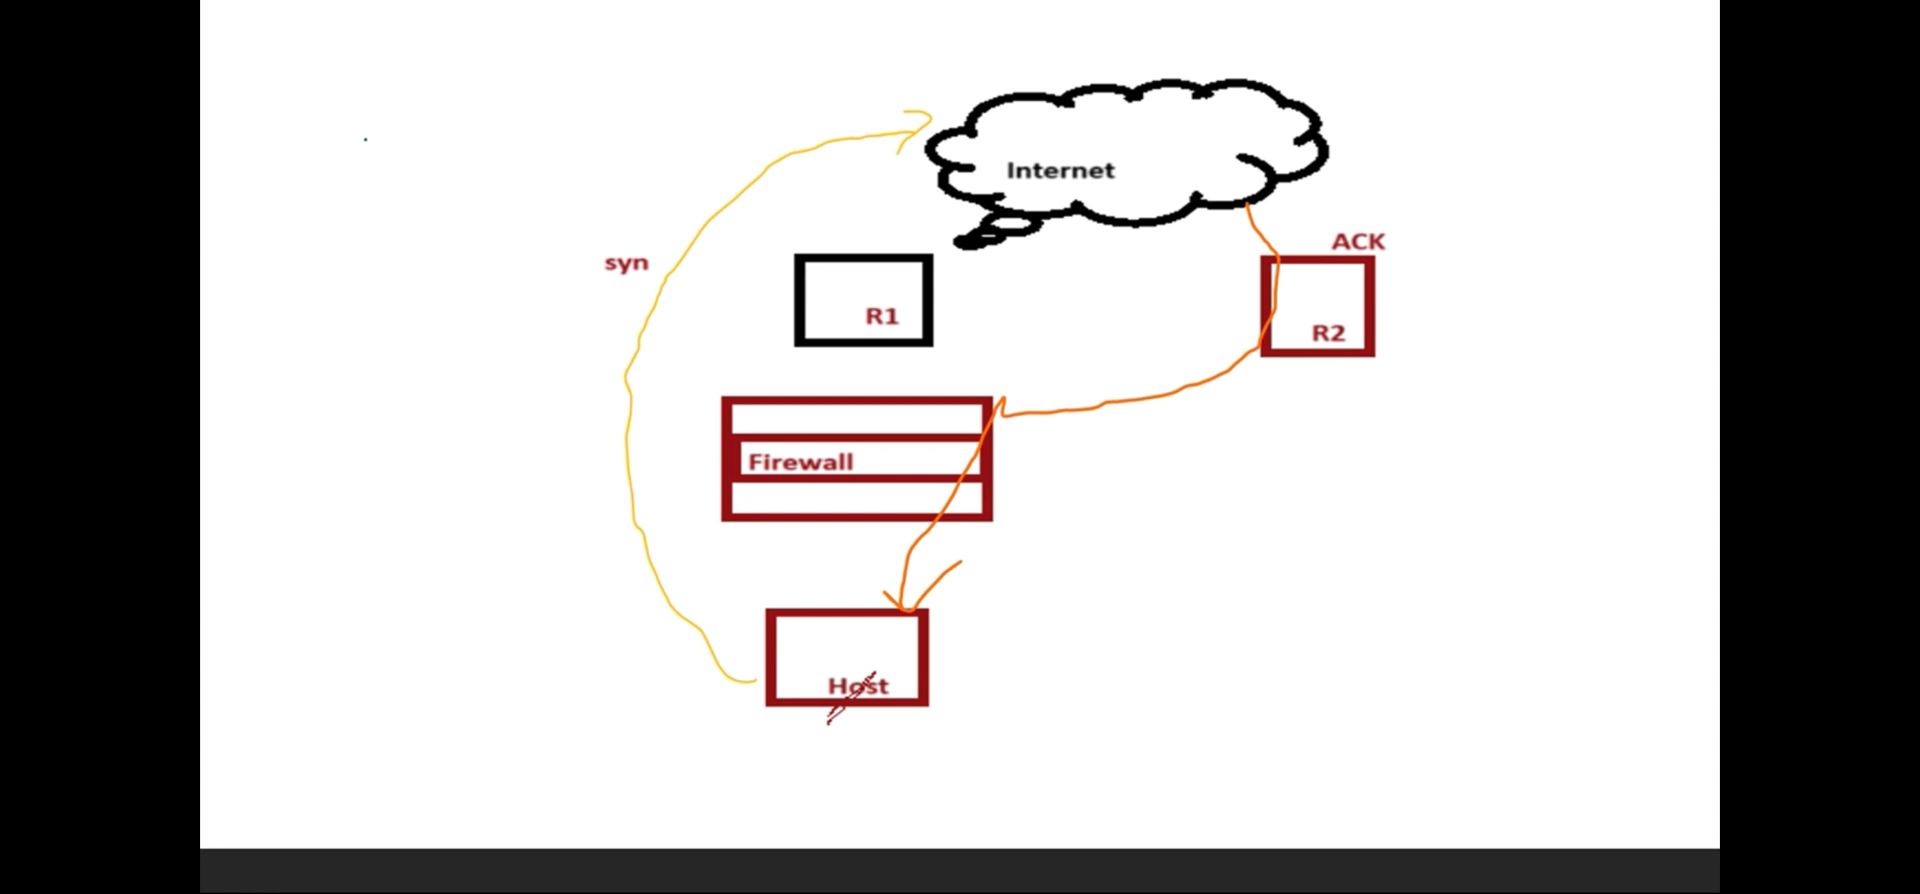 Internet
ACK
syn
R1
R2
Firewall
Host